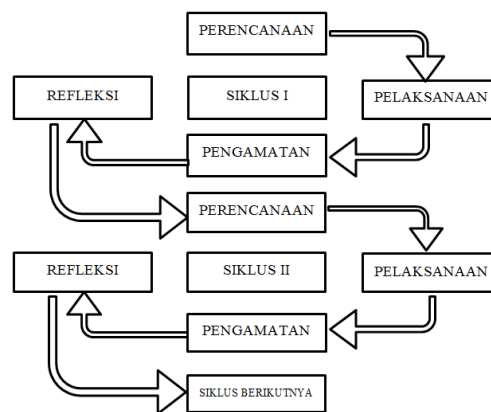 PERENCANAAN
REFLEKSI
SIKLUS I
PELAKSANAAN
PENGAMATAN
PERENCANAAN
REFLEKSI
SIKLUS II
PELAKSANAAN
PENGAMATAN
SIKLUS BERIKUTNYA